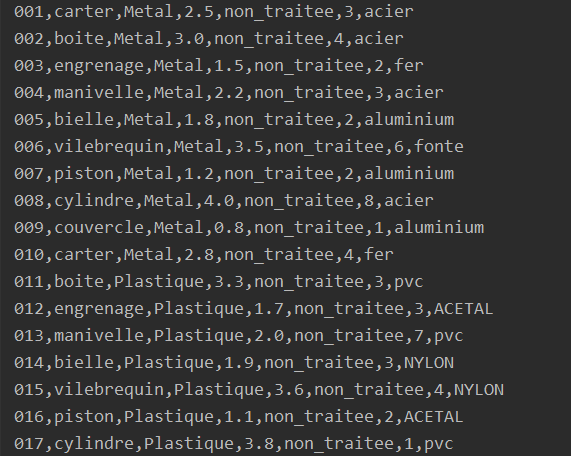 001,carter,Metal,2.5,non_traitee,3,acier
002,boite,Metal,3.0,non_traitee,4,acier
003,engrenage,Metal,1.5,non_traitee,2,fer
004,manivelle,Metal,2.2,non_traitee,3,acier
005,bielle,Metal,1.8,non_traitee,2,aluminium
006,vilebrequin,Metal,3.5,non_traitee,6,fonte
007,piston,Metal,1.2,non_traitee,2,aluminium
008,cylindre,Metal,4.0,non_traitee,8,acier
009,couvercle,Metal,0.8,non_traitee,1,aluminium
010,carter,Metal,2.8,non_traitee,4,fer
011,boite,Plastique,3.3,non_traitee,3,pvc
012,engrenage,Plastique,1.7,non_traitee,3,ACETAL
013,manivelle,Plastique,2.0,non_traitee,7,pvc
014,bielle,Plastique,1.9,non_traitee,3,NYLON
015,vilebrequin,Plastique,3.6,non_traitee,4,NYLON
016,piston,Plastique,1.1,non_traitee,2,ACETAL
017,cylindre,Plastique,3.8,non_traitee,1,pvc